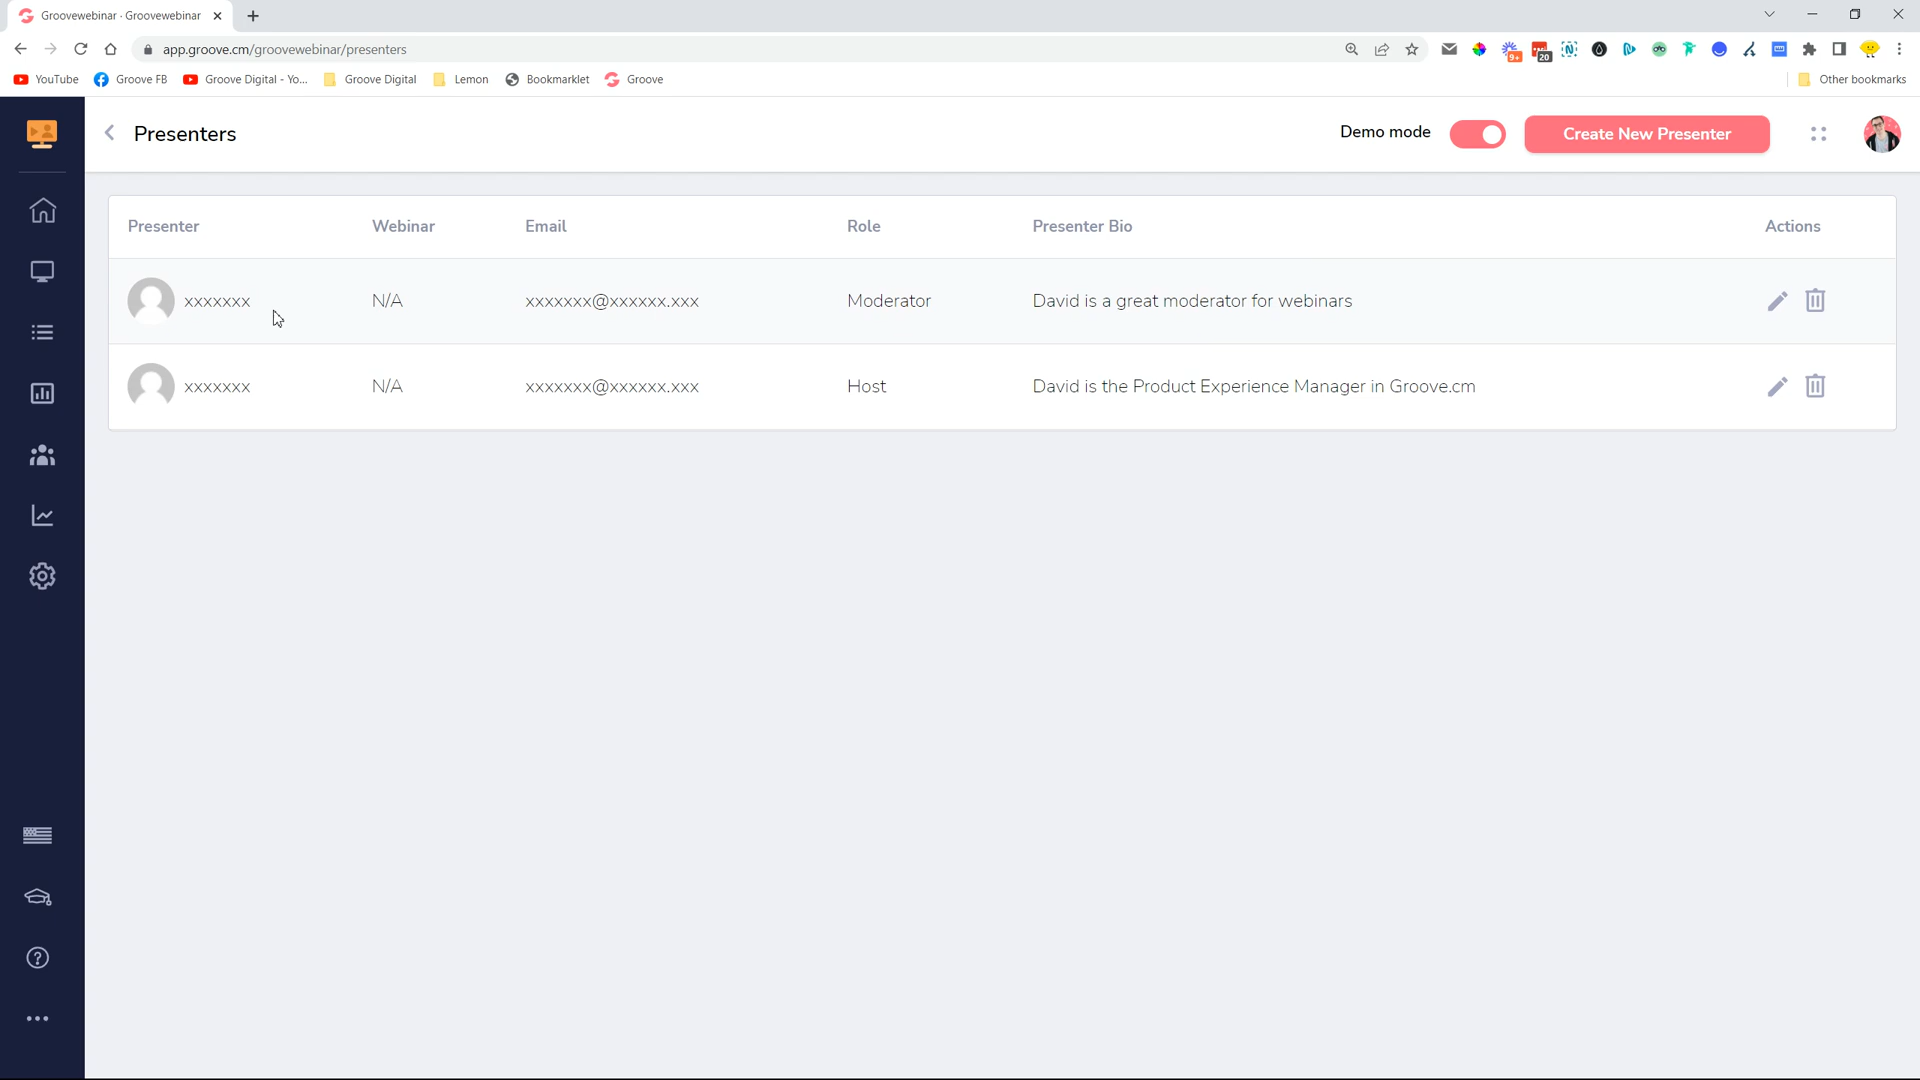 Groovewebinar · Groovewebinar
app.groove.cm/groovewebinar/presenters
9+
20
YouTube
Groove FB
Groove Digital - Yo...
Groove Digital
Lemon
Bookmarklet
Groove
Other bookmarks
Presenters
Demo mode
Create New Presenter
Presenter Webinar Email Role Presenter Bio Actions
xxxxxxx N/A xxxxxxx@xxxxxx.xxx Moderator David is a great moderator for webinars
xxxxxxx N/A xxxxxxx@xxxxxx.xxx Host David is the Product Experience Manager in Groove.cm